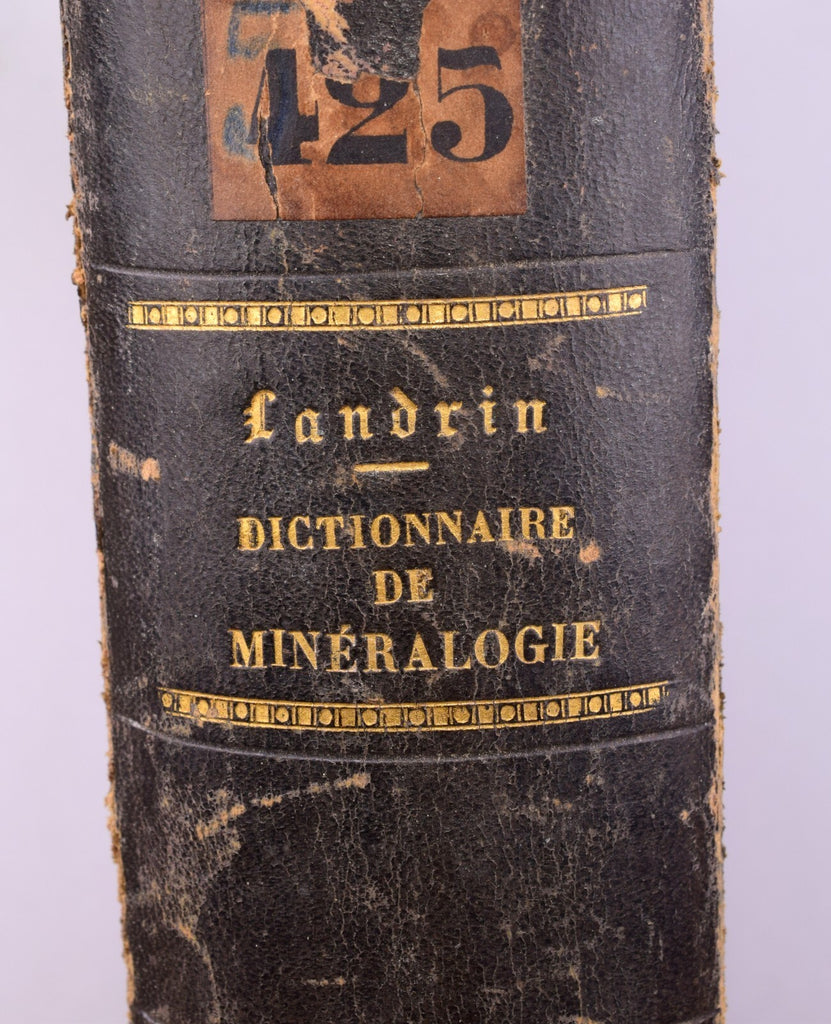 425
Landrin
DICTIONNAIRE
DE
MINÉRALOGIE